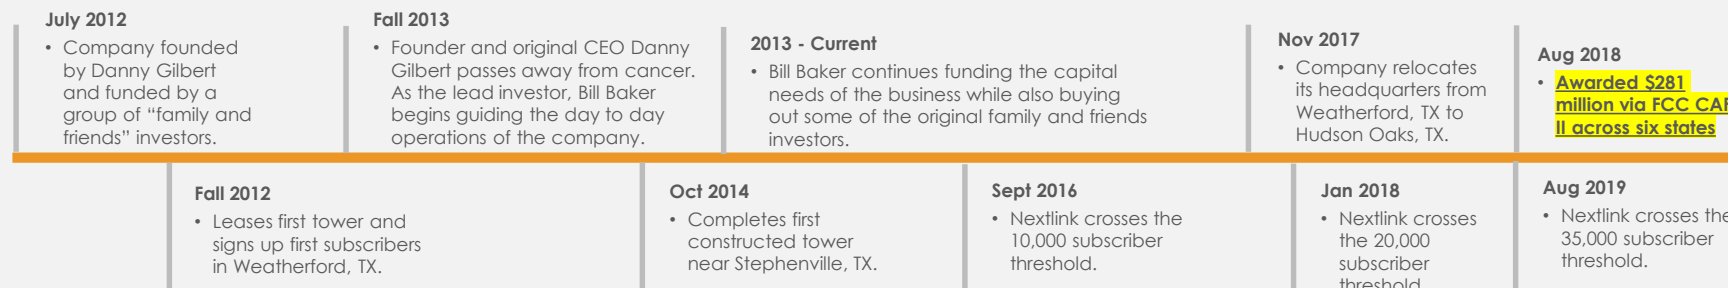 July 2012
• Company founded
by Danny Gilbert
and funded by a
group of “family and
friends” investors.
Fall 2013
• Founder and original CEO Danny
Gilbert passes away from cancer.
As the lead investor, Bill Baker
begins guiding the day to day
operations of the company.
2013 - Current
• Bill Baker continues funding the capital
needs of the business while also buying
out some of the original family and friends
investors.
Nov 2017
• Company relocates
its headquarters from
Weatherford, TX to
Hudson Oaks, TX.
Aug 2018
• Awarded $281
million via FCC CAF
II across six states
Fall 2012
• Leases first tower and
signs up first subscribers
in Weatherford, TX.
Oct 2014
• Completes first
constructed tower
near Stephenville, TX.
Sept 2016
• Nextlink crosses the
10,000 subscriber
threshold.
Jan 2018
• Nextlink crosses
the 20,000
subscriber
threshold
Aug 2019
• Nextlink crosses the
35,000 subscriber
threshold.